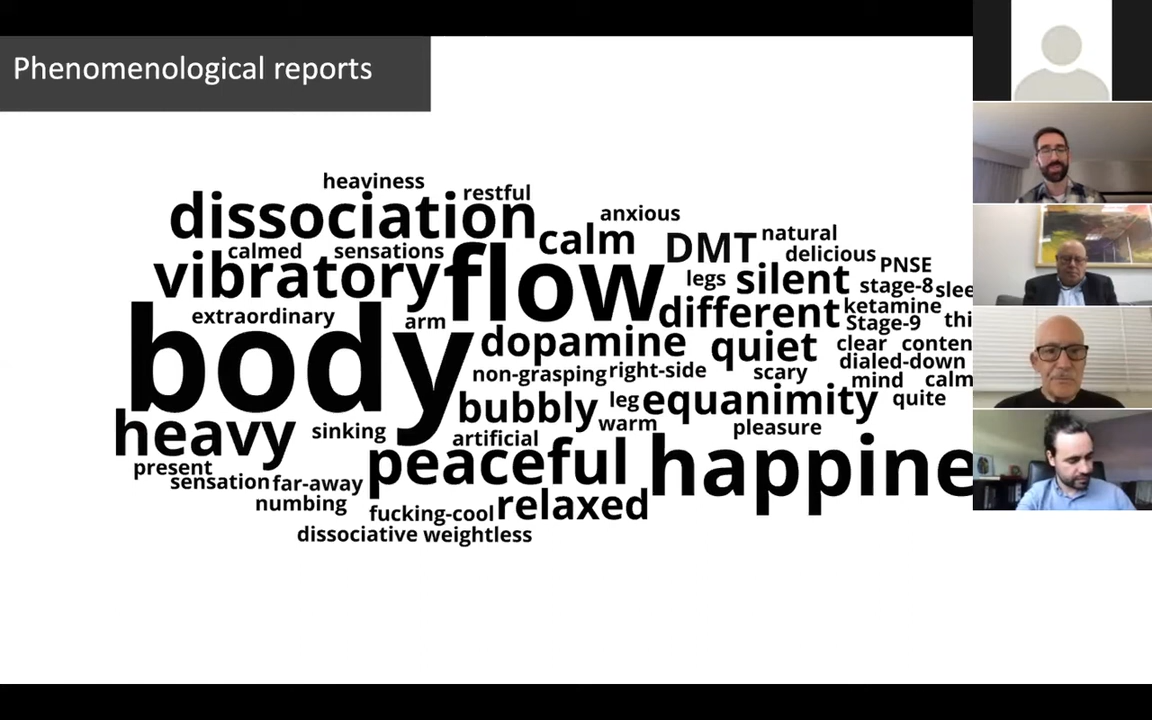 Phenomenological reports
heaviness
restful
dissociation
anxious
calm
DMT
natural
calmed
sensations
delicious
PNSE
vibratory
flow
legs
silent
stage-8
extraordinary
arm
different
ketamine
Stage-9
body
dopamine
quiet
clear
dialed-down
non-grasping
right-side
scary
mind
calm
bubbly
leg
equanimity
quite
heavy
sinking
artificial
warm
pleasure
present
sensation
far-away
peaceful
numbing
fucking-cool
relaxed
dissociative
weightless